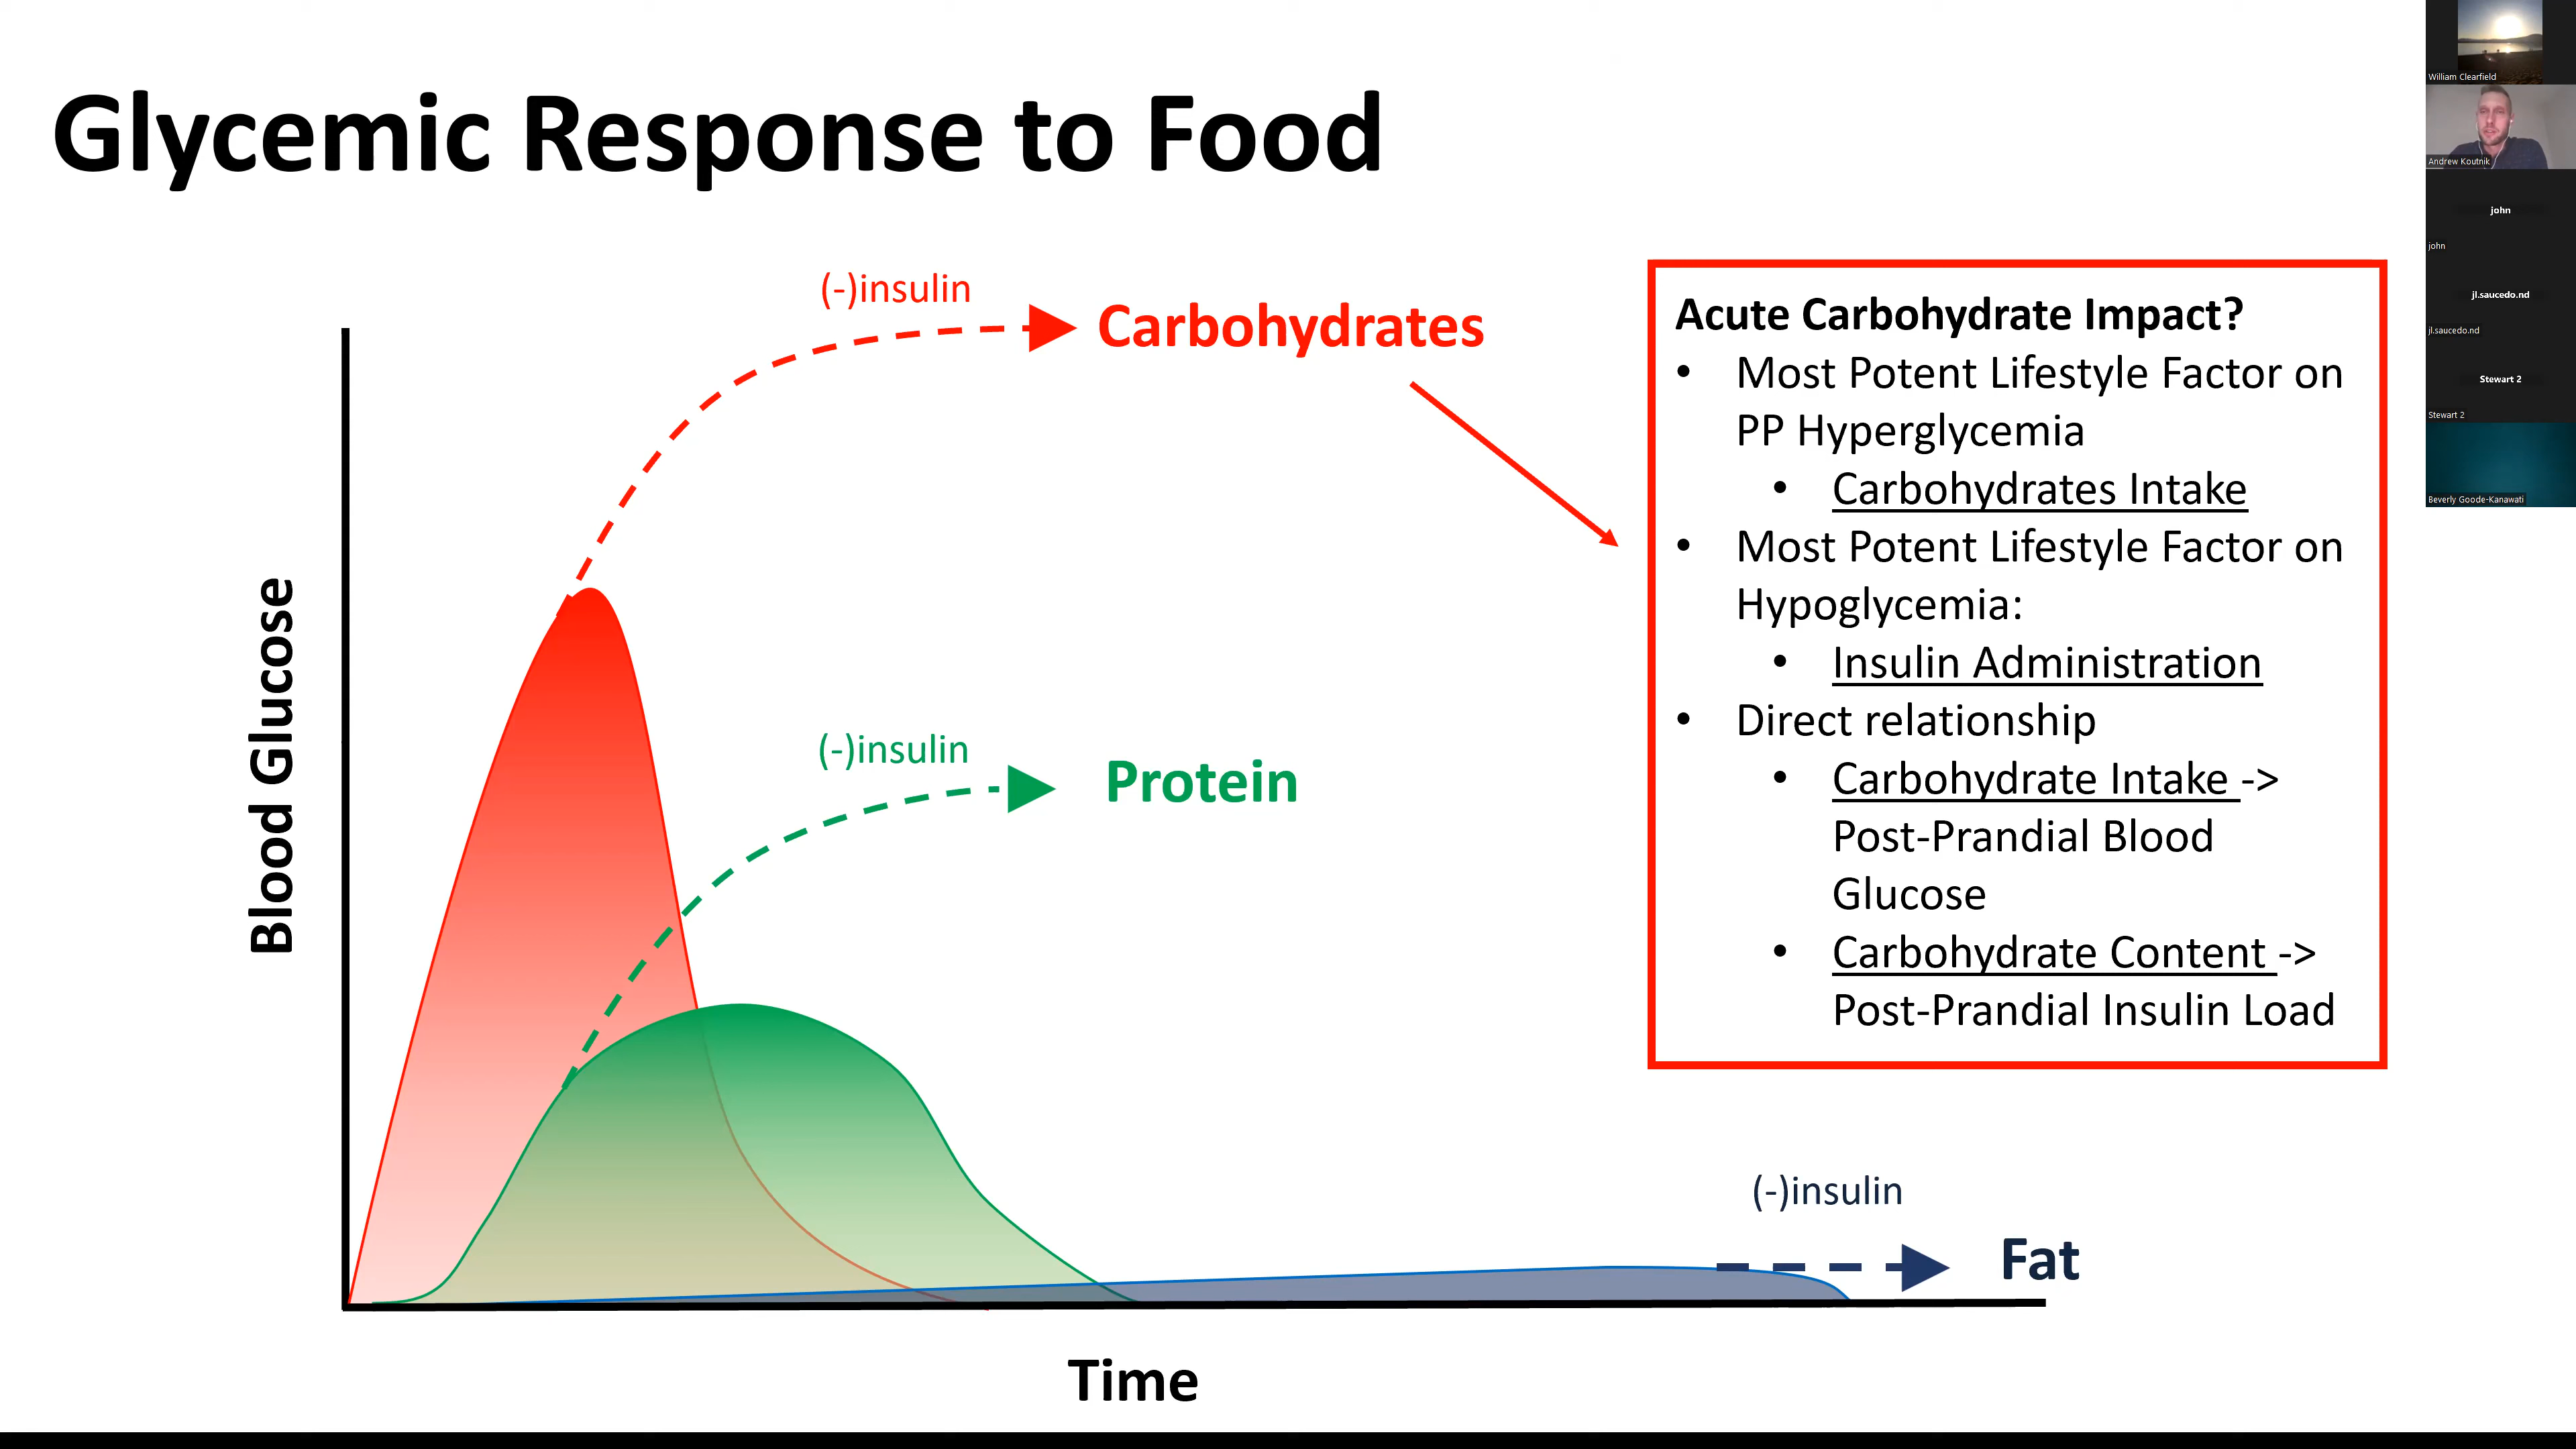 Glycemic Response to Food
(-)insulin
Carbohydrates
(-)insulin
Protein
(-)insulin
Fat
Blood Glucose
Time
Acute Carbohydrate Impact?
• Most Potent Lifestyle Factor on
PP Hyperglycemia
• Carbohydrates Intake
• Most Potent Lifestyle Factor on
Hypoglycemia:
• Insulin Administration
• Direct relationship
• Carbohydrate Intake ->
Post-Prandial Blood
Glucose
• Carbohydrate Content ->
Post-Prandial Insulin Load
William Clearfield
Andrew Koutnik
john
john
jl.saucedo.nd
jl.saucedo.nd
Stewart 2
Stewart 2
Beverly Goode-Kanawati